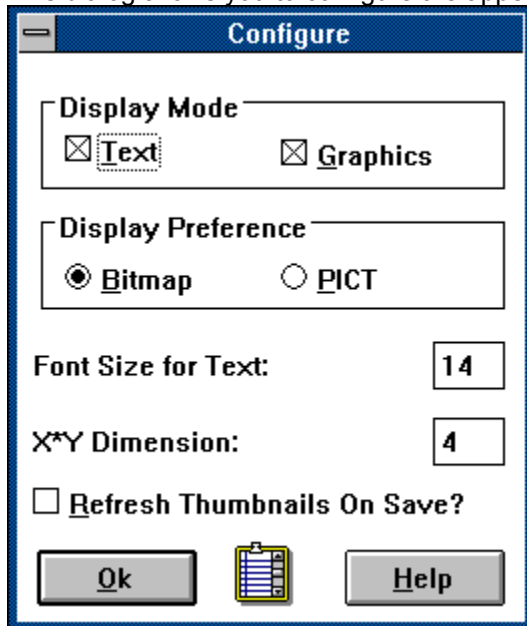 Configure
Display Mode
Text Graphics
Display Preference
Bitmap PICT
Font Size for Text: 14
X*Y Dimension: 4
Refresh Thumbnails On Save?
Ok Help